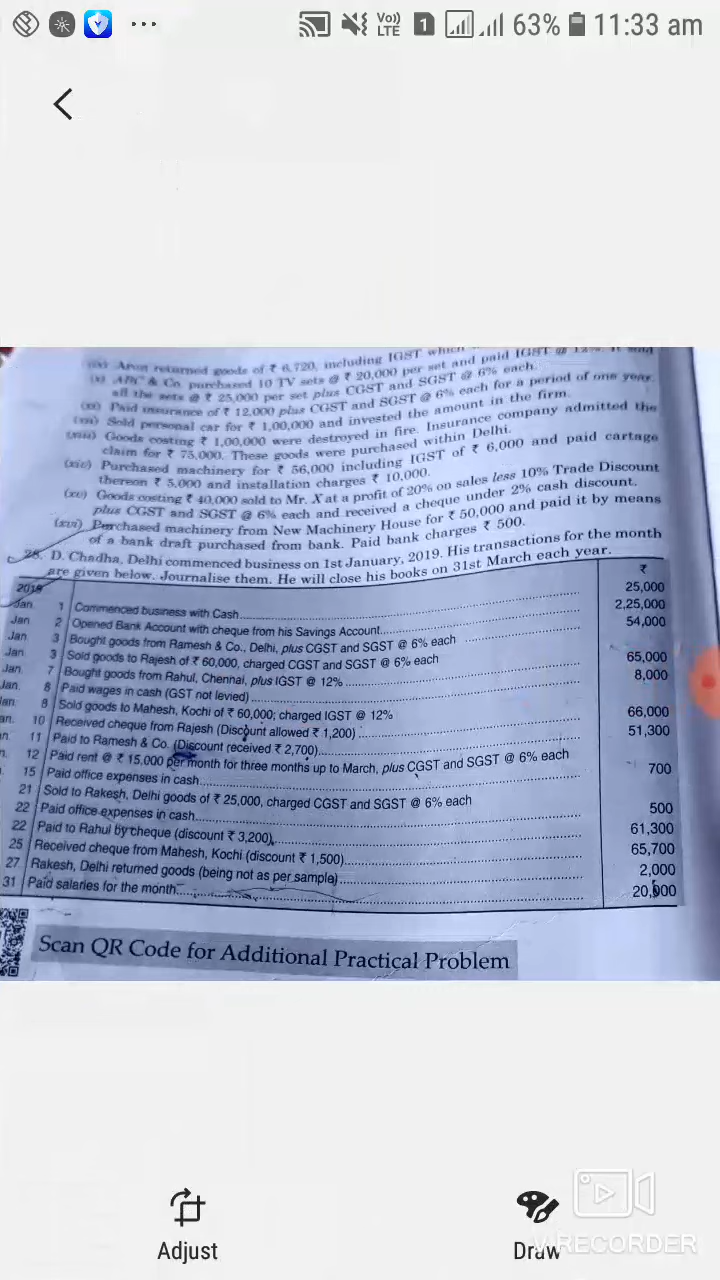 Vo))
LTE
1
63%
11:33 am
(ix) Arun returned goods of ₹ 6,720, including IGST
(x) & Co. purchased 10 TV sets @ ₹ 20,000 per set and paid IGST @ 12%. It sold
all the sets @ ₹ 25,000 per set plus CGST and SGST @ 6% each.
(xi) Paid insurance of ₹ 12,000 plus CGST and SGST @ 6% each for a period of one year.
(xii) Sold personal car for ₹ 1,00,000 and invested the amount in the firm.
(xiii) Goods costing ₹ 1,00,000 were destroyed in fire. Insurance company admitted the
claim for ₹ 75,000. These goods were purchased within Delhi.
(xiv) Purchased machinery for ₹ 56,000 including IGST of ₹ 6,000 and paid cartage
thereon ₹ 5,000 and installation charges ₹ 10,000.
(xv) Goods costing ₹ 40,000 sold to Mr. X at a profit of 20% on sales less 10% Trade Discount
plus CGST and SGST @ 6% each and received a cheque under 2% cash discount.
(xvi) Purchased machinery from New Machinery House for ₹ 50,000 and paid it by means
of a bank draft purchased from bank. Paid bank charges ₹ 500.
28. D. Chadha, Delhi commenced business on 1st January, 2019. His transactions for the month
are given below. Journalise them. He will close his books on 31st March each year.
2019 ₹
Jan. 1 Commenced business with Cash 25,000
Jan. 2 Opened Bank Account with cheque from his Savings Account 2,25,000
Jan. 3 Bought goods from Ramesh & Co., Delhi, plus CGST and SGST @ 6% each 54,000
Jan. 3 Sold goods to Rajesh of ₹ 60,000, charged CGST and SGST @ 6% each
Jan. 7 Bought goods from Rahul, Chennai, plus IGST @ 12% 65,000
Jan. 8 Paid wages in cash (GST not levied) 8,000
Jan. 8 Sold goods to Mahesh, Kochi of ₹ 60,000; charged IGST @ 12%
an. 10 Received cheque from Rajesh (Discount allowed ₹ 1,200) 66,000
n. 11 Paid to Ramesh & Co. (Discount received ₹ 2,700) 51,300
n. 12 Paid rent @ ₹ 15,000 per month for three months up to March, plus CGST and SGST @ 6% each
15 Paid office expenses in cash 700
21 Sold to Rakesh, Delhi goods of ₹ 25,000, charged CGST and SGST @ 6% each
22 Paid office expenses in cash 500
22 Paid to Rahul by cheque (discount ₹ 3,200) 61,300
25 Received cheque from Mahesh, Kochi (discount ₹ 1,500) 65,700
27 Rakesh, Delhi returned goods (being not as per sample) 2,000
31 Paid salaries for the month 20,000
Scan QR Code for Additional Practical Problem
Adjust
Draw
V.RECORDER